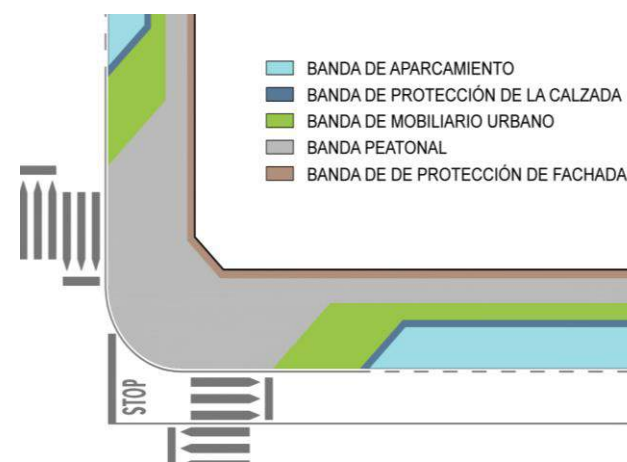 BANDA DE APARCAMIENTO
BANDA DE PROTECCIÓN DE LA CALZADA
BANDA DE MOBILIARIO URBANO
BANDA PEATONAL
BANDA DE DE PROTECCIÓN DE FACHADA
STOP